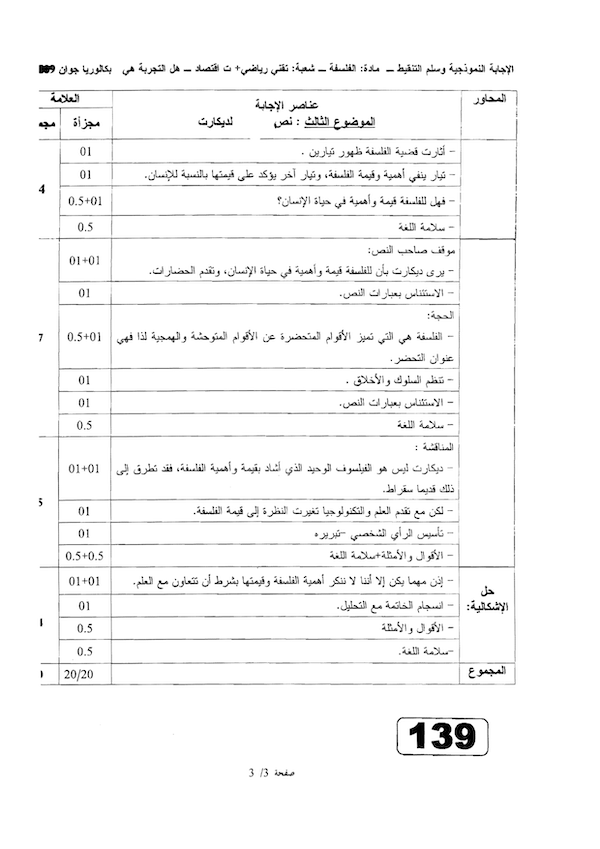 الإجابة النموذجية وسلم التنقيط ــ مادة: الفلسفة ــ شعبة: تقني رياضي+ ت اقتصاد ــ هل التجربة هي بكالوريا جوان
المحاور
عناصر الإجابة
العلامة
الموضوع الثالث : نص لديكارت
مجزأة
- أثارت قضية الفلسفة ظهور تيارين . 01
- تيار ينفي أهمية وقيمة الفلسفة، وتيار آخر يؤكد على قيمتها بالنسبة للإنسان. 01
4
- فهل للفلسفة قيمة وأهمية في حياة الإنسان؟ 0.5+01
- سلامة اللغة 0.5
موقف صاحب النص:
01+01
- يرى ديكارت بأن للفلسفة قيمة وأهمية في حياة الإنسان، وتقدم الحضارات.
- الاستئناس بعبارات النص. 01
الحجة:
- الفلسفة هي التي تميز الأقوام المتحضرة عن الأقوام المتوحشة والهمجية لذا فهي 0.5+01 7
عنوان التحضر.
- تنظم السلوك والأخلاق . 01
- الاستئناس بعبارات النص. 01
- سلامة اللغة 0.5
المناقشة :
- ديكارت ليس هو الفيلسوف الوحيد الذي أشاد بقيمة وأهمية الفلسفة، فقد تطرق إلى 01+01
ذلك قديما سقراط.
- لكن مع تقدم العلم والتكنولوجيا تغيرت النظرة إلى قيمة الفلسفة. 01
- تأسيس الرأي الشخصي -تبريره 01
- الأقوال والأمثلة+سلامة اللغة 0.5+0.5
حل الإشكالية:
- إذن مهما يكن إلا أننا لا ننكر أهمية الفلسفة وقيمتها بشرط أن تتعاون مع العلم. 01+01
- انسجام الخاتمة مع التحليل. 01
- الأقوال والأمثلة 0.5
-سلامة اللغة. 0.5
المجموع 20/20
139
صفحة 3/ 3